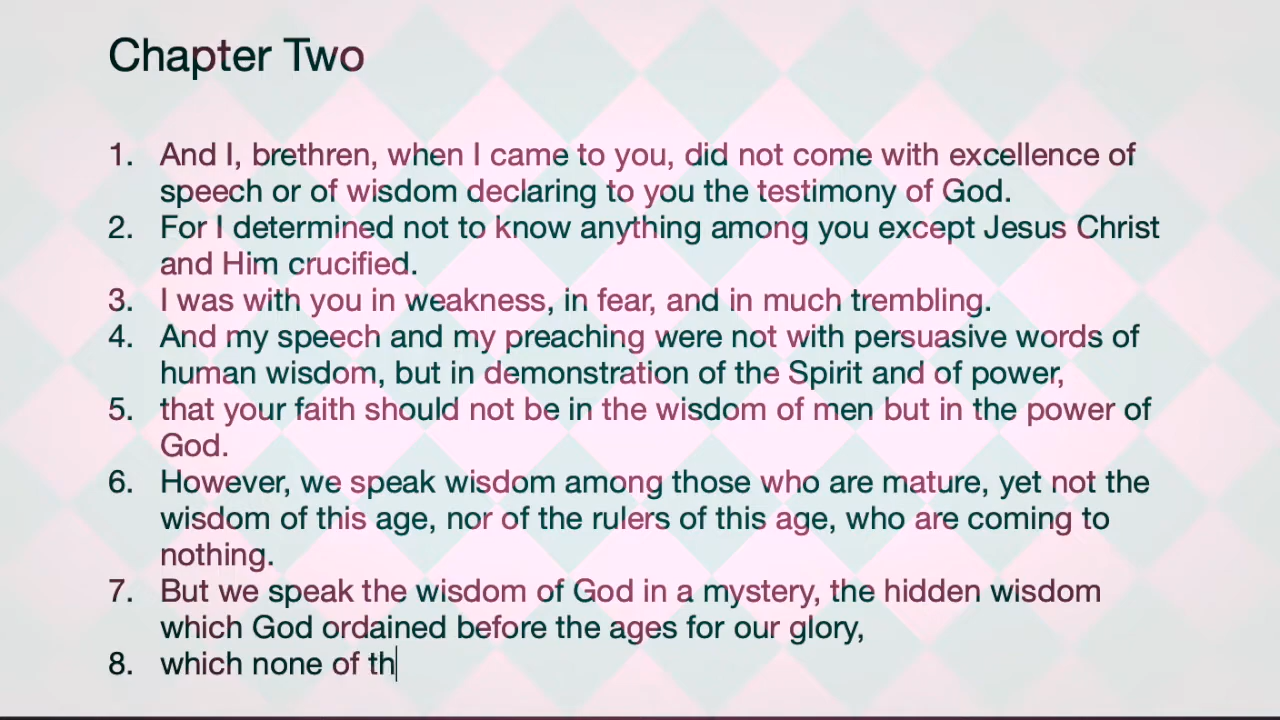 Chapter Two
1. And I, brethren, when I came to you, did not come with excellence of
speech or of wisdom declaring to you the testimony of God.
2. For I determined not to know anything among you except Jesus Christ
and Him crucified.
3. I was with you in weakness, in fear, and in much trembling.
4. And my speech and my preaching were not with persuasive words of
human wisdom, but in demonstration of the Spirit and of power,
5. that your faith should not be in the wisdom of men but in the power of
God.
6. However, we speak wisdom among those who are mature, yet not the
wisdom of this age, nor of the rulers of this age, who are coming to
nothing.
7. But we speak the wisdom of God in a mystery, the hidden wisdom
which God ordained before the ages for our glory,
8. which none of th